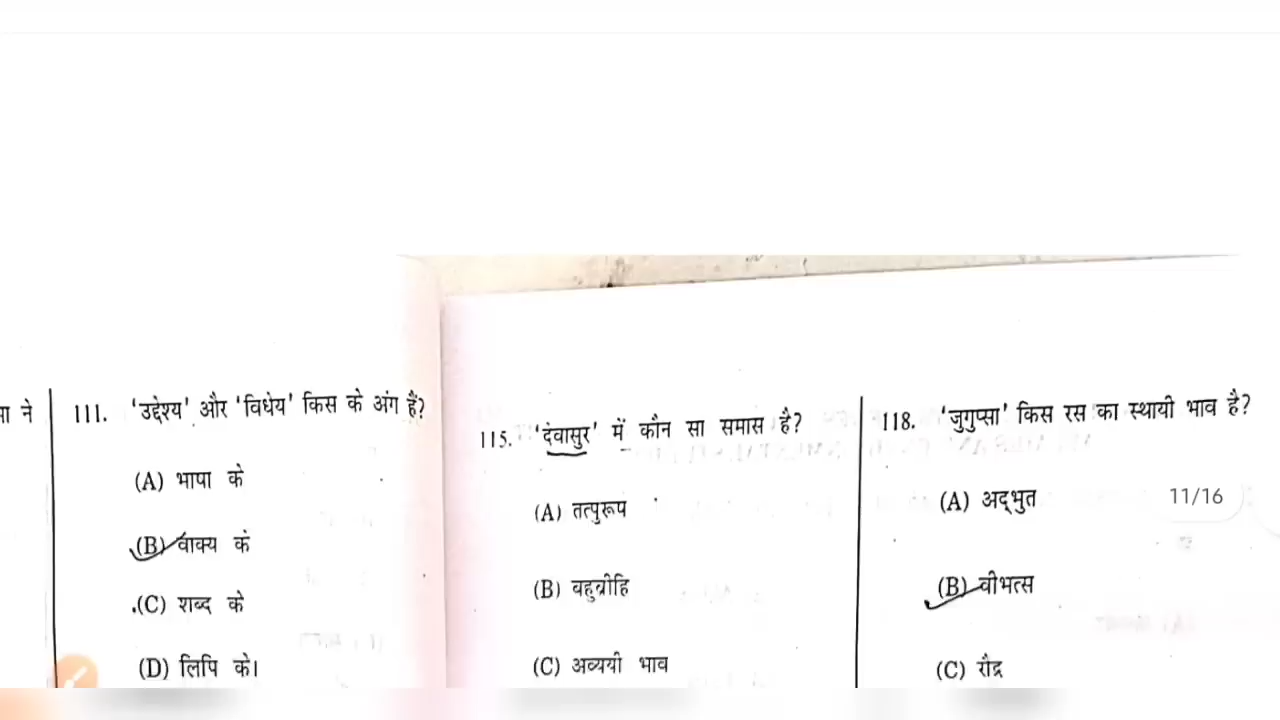 ने
111. 'उद्देश्य' और 'विधेय' किस के अंग हैं?
(A) भाषा के
(B) वाक्य के
(C) शब्द के
(D) लिपि के।
115. 'देवासुर' में कौन सा समास है?
(A) तत्पुरूप
(B) बहुव्रीहि
(C) अव्ययी भाव
118. 'जुगुप्सा' किस रस का स्थायी भाव है?
(A) अद्भुत
(B) वीभत्स
(C) रौद्र
11/16